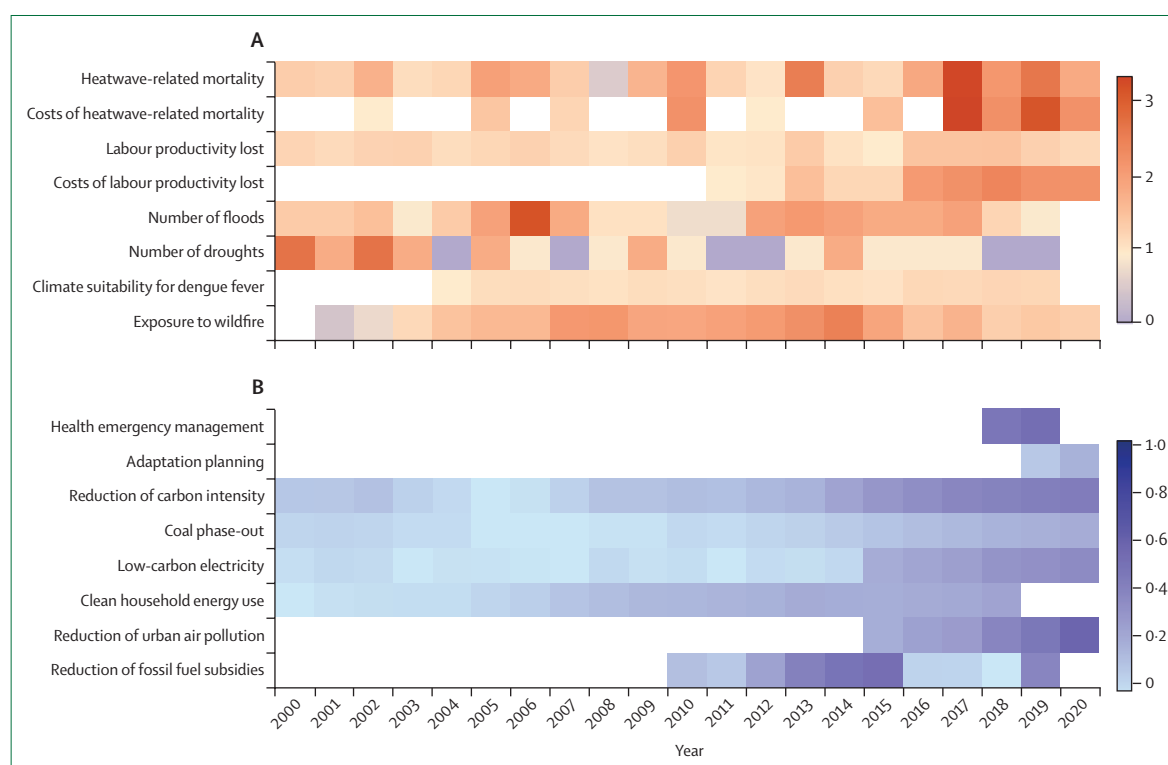 A
Heatwave-related mortality
Costs of heatwave-related mortality
Labour productivity lost
Costs of labour productivity lost
Number of floods
Number of droughts
Climate suitability for dengue fever
Exposure to wildfire
3
2
1
0
B
Health emergency management
Adaptation planning
Reduction of carbon intensity
Coal phase-out
Low-carbon electricity
Clean household energy use
Reduction of urban air pollution
Reduction of fossil fuel subsidies
1·0
0·8
0·6
0·4
0·2
0
2000
2001
2002
2003
2004
2005
2006
2007
2008
2009
2010
2011
2012
2013
2014
2015
2016
2017
2018
2019
2020
Year